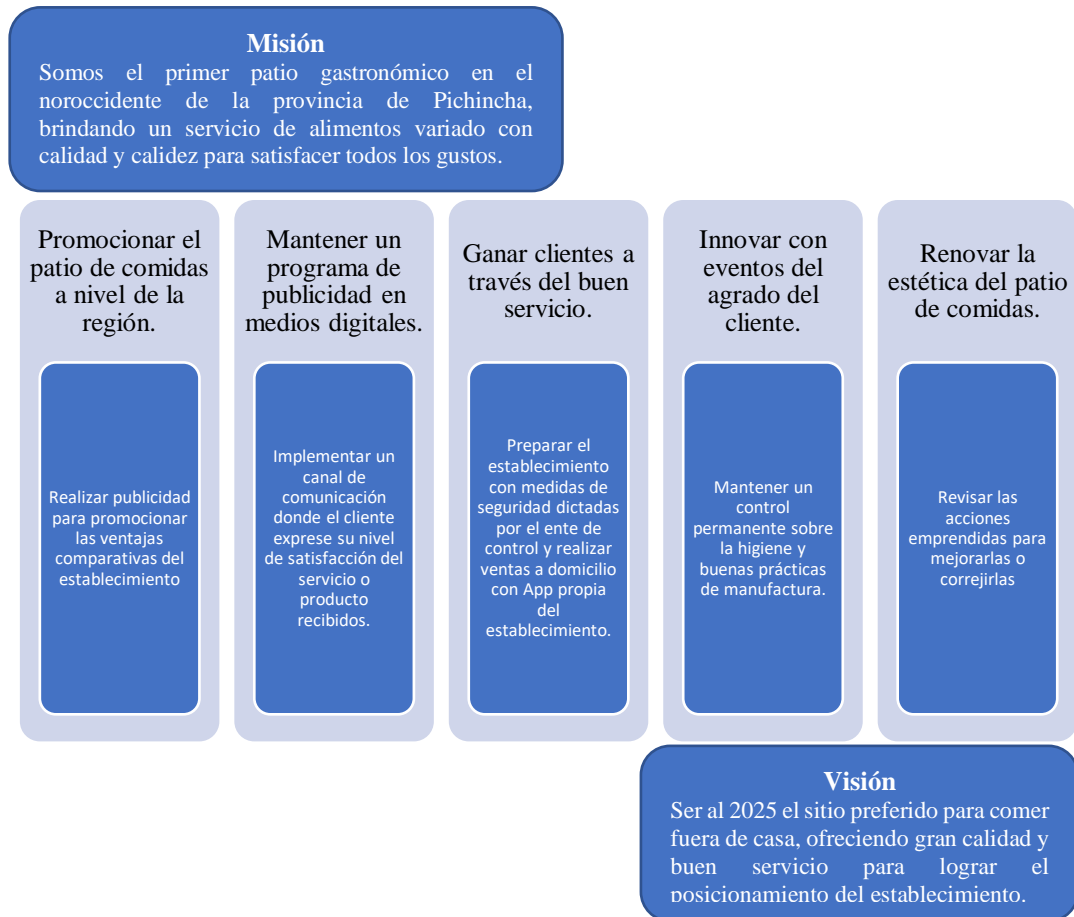 Misión
Somos el primer patio gastronómico en el
noroccidente de la provincia de Pichincha,
brindando un servicio de alimentos variado con
calidad y calidez para satisfacer todos los gustos.
Promocionar el
patio de comidas
a nivel de la
región.
Realizar publicidad
para promocionar
las ventajas
comparativas del
establecimiento
Mantener un
programa de
publicidad en
medios digitales.
Implementar un
canal de
comunicación
donde el cliente
exprese su nivel
de satisfacción del
servicio o
producto
recibidos.
Ganar clientes a
través del buen
servicio.
Preparar el
establecimiento
con medidas de
seguridad dictadas
por el ente de
control y realizar
ventas a domicilio
con App propia
del
establecimiento.
Innovar con
eventos del
agrado del
cliente.
Mantener un
control
permanente sobre
la higiene y
buenas prácticas
de manufactura.
Renovar la
estética del patio
de comidas.
Revisar las
acciones
emprendidas para
mejorarlas o
correjirlas
Visión
Ser al 2025 el sitio preferido para comer
fuera de casa, ofreciendo gran calidad y
buen servicio para lograr el
posicionamiento del establecimiento.